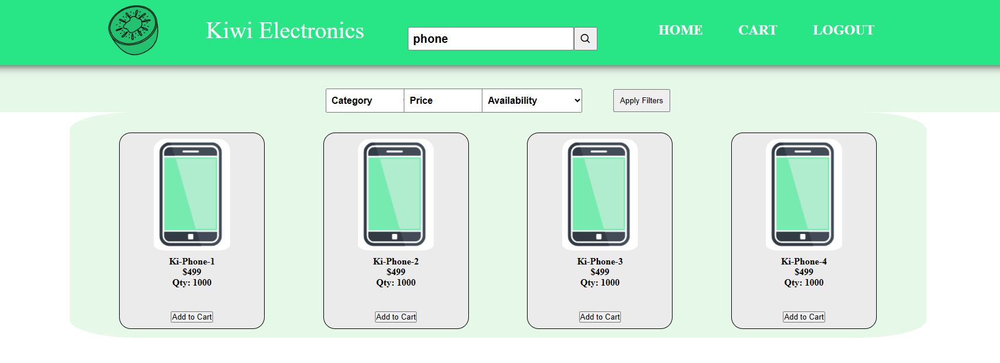 Kiwi Electronics
phone
HOME CART LOGOUT
Category Price Availability Apply Filters
Ki-Phone-1
$499
Qty: 1000
Add to Cart
Ki-Phone-2
$499
Qty: 1000
Add to Cart
Ki-Phone-3
$499
Qty: 1000
Add to Cart
Ki-Phone-4
$499
Qty: 1000
Add to Cart